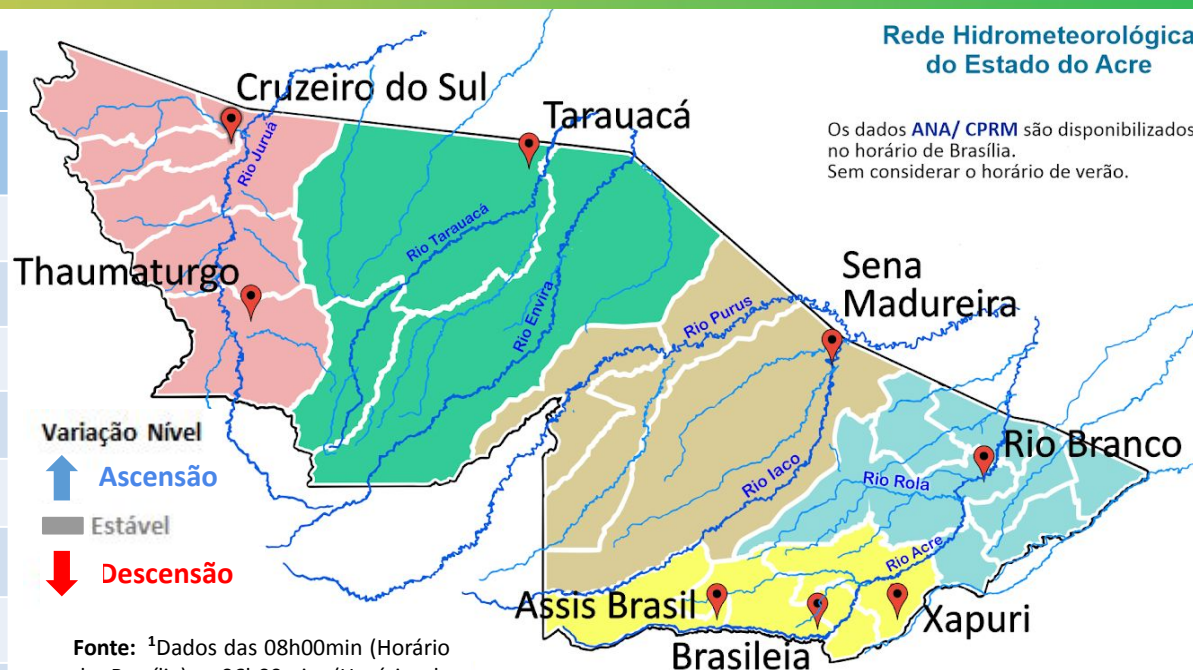 Rede Hidrometeorológica
do Estado do Acre
Os dados ANA/ CPRM são disponibilizados
no horário de Brasília.
Sem considerar o horário de verão.
Cruzeiro do Sul
Tarauacá
Rio Juruá
Rio Tarauacá
Thaumaturgo
Rio Envira
Sena
Madureira
Rio Purus
Variação Nível
Ascensão
Estável
Descensão
Rio Branco
Rio Iaco
Rio Rola
Rio Acre
Assis Brasil
Xapuri
Brasileia
Fonte: ¹Dados das 08h00min (Horário